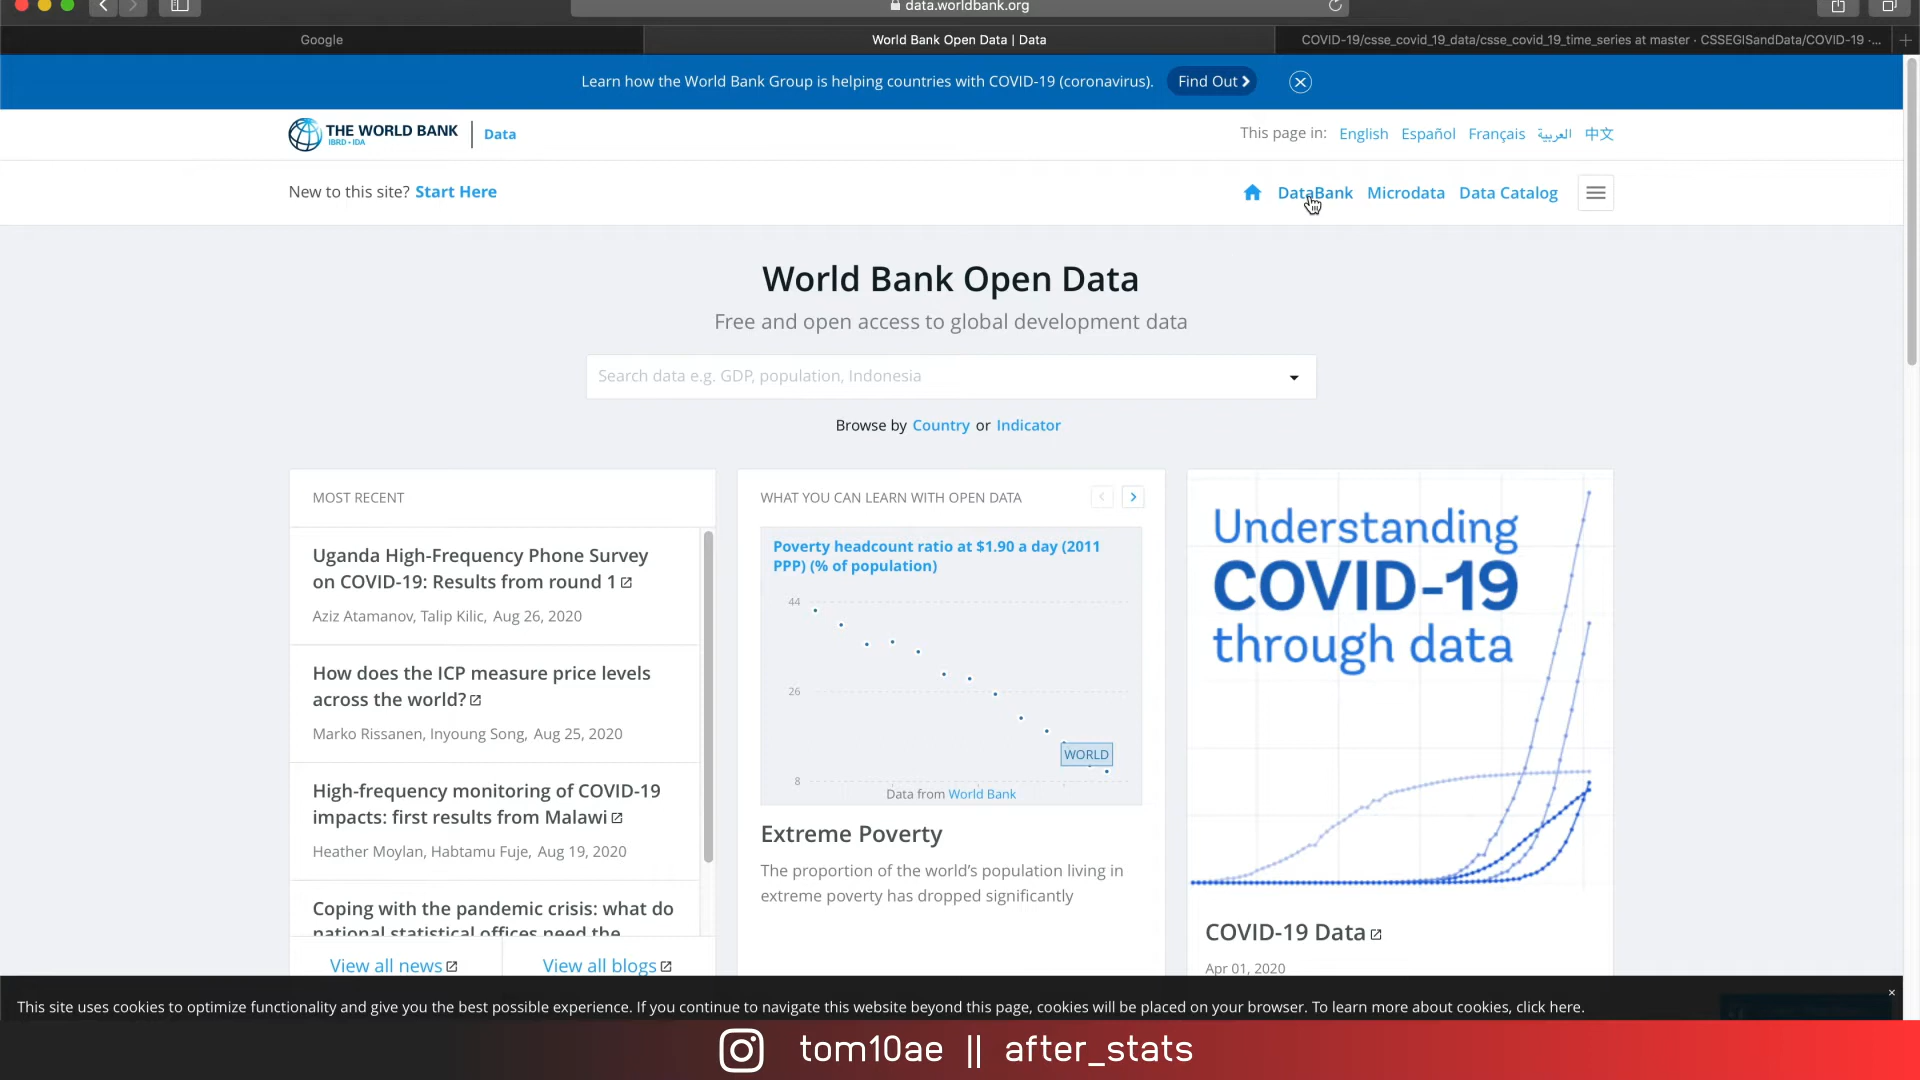 data.worldbank.org
Google
World Bank Open Data | Data
COVID-19/csse_covid_19_data/csse_covid_19_time_series at master · CSSEGISandData/COVID-19 ·...
Learn how the World Bank Group is helping countries with COVID-19 (coronavirus). Find Out
THE WORLD BANK
IBRD • IDA
Data
This page in: English Español Français العربية 中文
New to this site? Start Here
DataBank Microdata Data Catalog
World Bank Open Data
Free and open access to global development data
Search data e.g. GDP, population, Indonesia
Browse by Country or Indicator
MOST RECENT
Uganda High-Frequency Phone Survey
on COVID-19: Results from round 1
Aziz Atamanov, Talip Kilic, Aug 26, 2020
How does the ICP measure price levels
across the world?
Marko Rissanen, Inyoung Song, Aug 25, 2020
High-frequency monitoring of COVID-19
impacts: first results from Malawi
Heather Moylan, Habtamu Fuje, Aug 19, 2020
Coping with the pandemic crisis: what do
national statistical offices need the
View all news
View all blogs
WHAT YOU CAN LEARN WITH OPEN DATA
Poverty headcount ratio at $1.90 a day (2011
PPP) (% of population)
44
26
8
WORLD
Data from World Bank
Extreme Poverty
The proportion of the world's population living in
extreme poverty has dropped significantly
Understanding
COVID-19
through data
COVID-19 Data
Apr 01, 2020
This site uses cookies to optimize functionality and give you the best possible experience. If you continue to navigate this website beyond this page, cookies will be placed on your browser. To learn more about cookies, click here.
tom10ae || after_stats